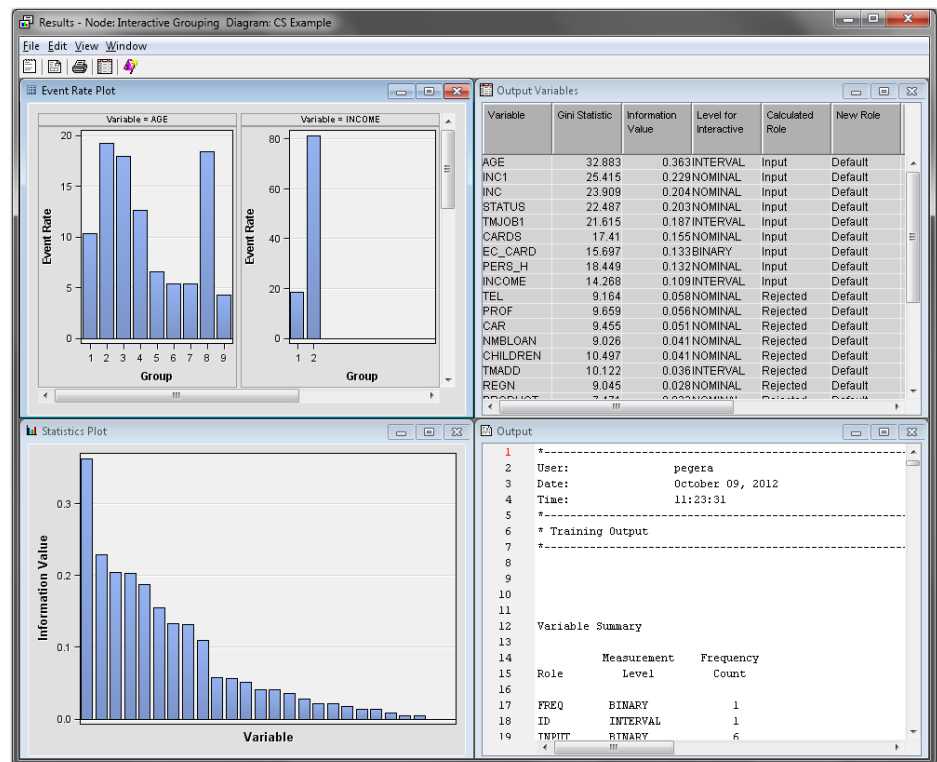 Results - Node: Interactive Grouping Diagram: CS Example
File Edit View Window
Event Rate Plot
Variable = AGE
Variable = INCOME
Event Rate
20
15
10
5
0
1 2 3 4 5 6 7 8 9
Group
Event Rate
80
60
40
20
0
1 2
Group
Output Variables
Variable Gini Statistic Information Value Level for Interactive Calculated Role New Role
AGE 32.883 0.363 INTERVAL Input Default
INC1 25.415 0.229 NOMINAL Input Default
INC 23.909 0.204 NOMINAL Input Default
STATUS 22.487 0.203 NOMINAL Input Default
TMJOB1 21.615 0.187 INTERVAL Input Default
CARDS 17.41 0.155 NOMINAL Input Default
EC_CARD 15.697 0.133 BINARY Input Default
PERS_H 18.449 0.132 NOMINAL Input Default
INCOME 14.268 0.109 INTERVAL Input Default
TEL 9.164 0.058 NOMINAL Rejected Default
PROF 9.659 0.056 NOMINAL Rejected Default
CAR 9.455 0.051 NOMINAL Rejected Default
NMBLOAN 9.026 0.041 NOMINAL Rejected Default
CHILDREN 10.497 0.041 NOMINAL Rejected Default
TMADD 10.122 0.036 INTERVAL Rejected Default
REGN 9.045 0.028 NOMINAL Rejected Default
Statistics Plot
Information Value
0.3
0.2
0.1
0.0
Variable
Output
1 *----------------------------------------------------------
2 User: pegera
3 Date: October 09, 2012
4 Time: 11:23:31
5 *----------------------------------------------------------
6 * Training Output
7 *----------------------------------------------------------
8
9
10
11
12 Variable Summary
13
14 Measurement Frequency
15 Role Level Count
16
17 FREQ BINARY 1
18 ID INTERVAL 1
19 INPUT BINARY 6